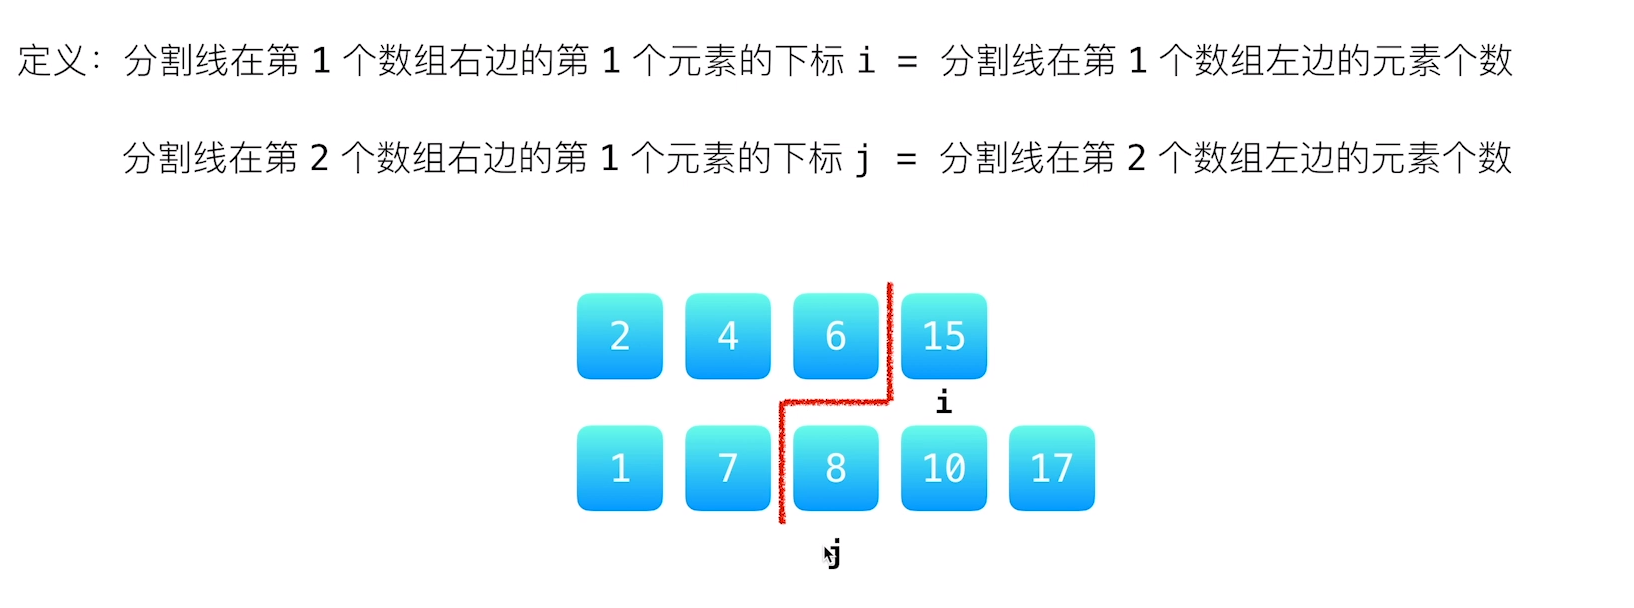 定义：分割线在第 1 个数组右边的第 1 个元素的下标 i = 分割线在第 1 个数组左边的元素个数
分割线在第 2 个数组右边的第 1 个元素的下标 j = 分割线在第 2 个数组左边的元素个数
2 4 6 15
i
1 7 8 10 17
j